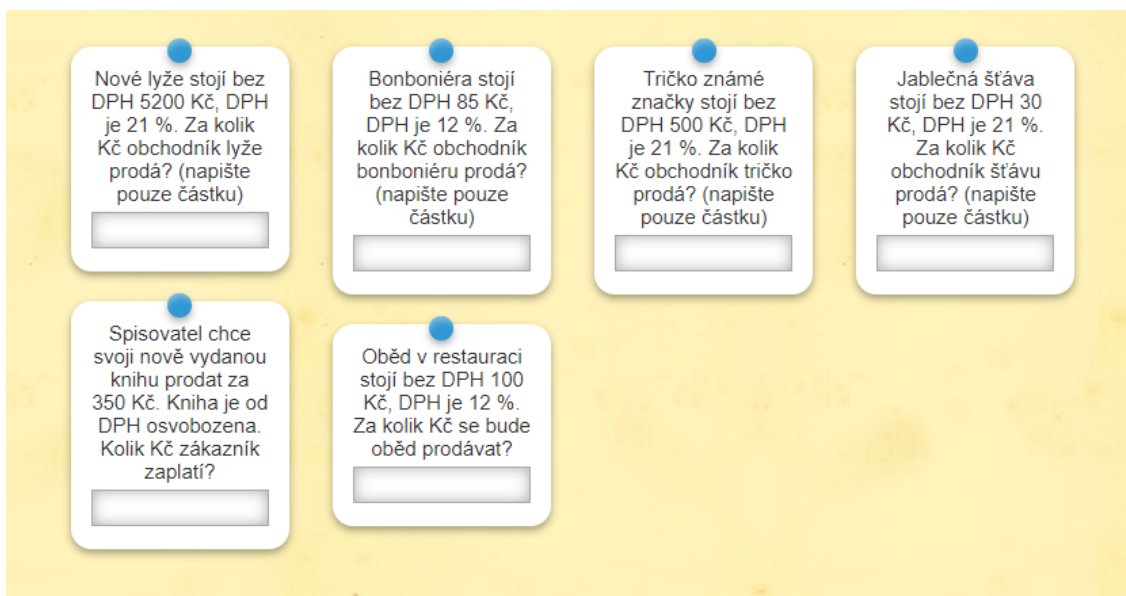 Nové lyže stojí bez
DPH 5200 Kč, DPH
je 21 %. Za kolik
Kč obchodník lyže
prodá? (napište
pouze částku)
Bonboniéra stojí
bez DPH 85 Kč,
DPH je 12 %. Za
kolik Kč obchodník
bonboniéru prodá?
(napište pouze
částku)
Tričko známé
značky stojí bez
DPH 500 Kč, DPH
je 21 %. Za kolik
Kč obchodník tričko
prodá? (napište
pouze částku)
Jablečná šťáva
stojí bez DPH 30
Kč, DPH je 21 %.
Za kolik Kč
obchodník šťávu
prodá? (napište
pouze částku)
Spisovatel chce
svoji nově vydanou
knihu prodat za
350 Kč. Kniha je od
DPH osvobozena.
Kolik Kč zákazník
zaplatí?
Oběd v restauraci
stojí bez DPH 100
Kč, DPH je 12 %.
Za kolik Kč se bude
oběd prodávat?